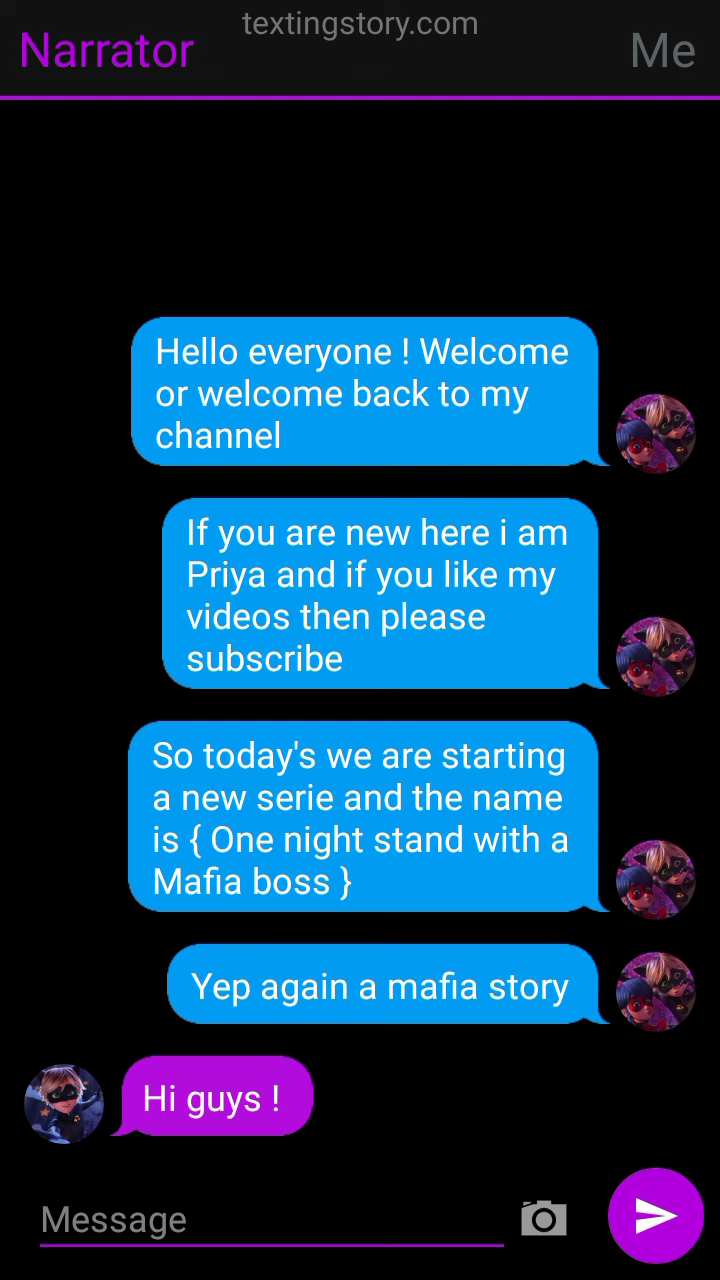 textingstory.com
Narrator
Me
Hello everyone ! Welcome
or welcome back to my
channel
If you are new here i am
Priya and if you like my
videos then please
subscribe
So today's we are starting
a new serie and the name
is { One night stand with a
Mafia boss }
Yep again a mafia story
Hi guys !
Message